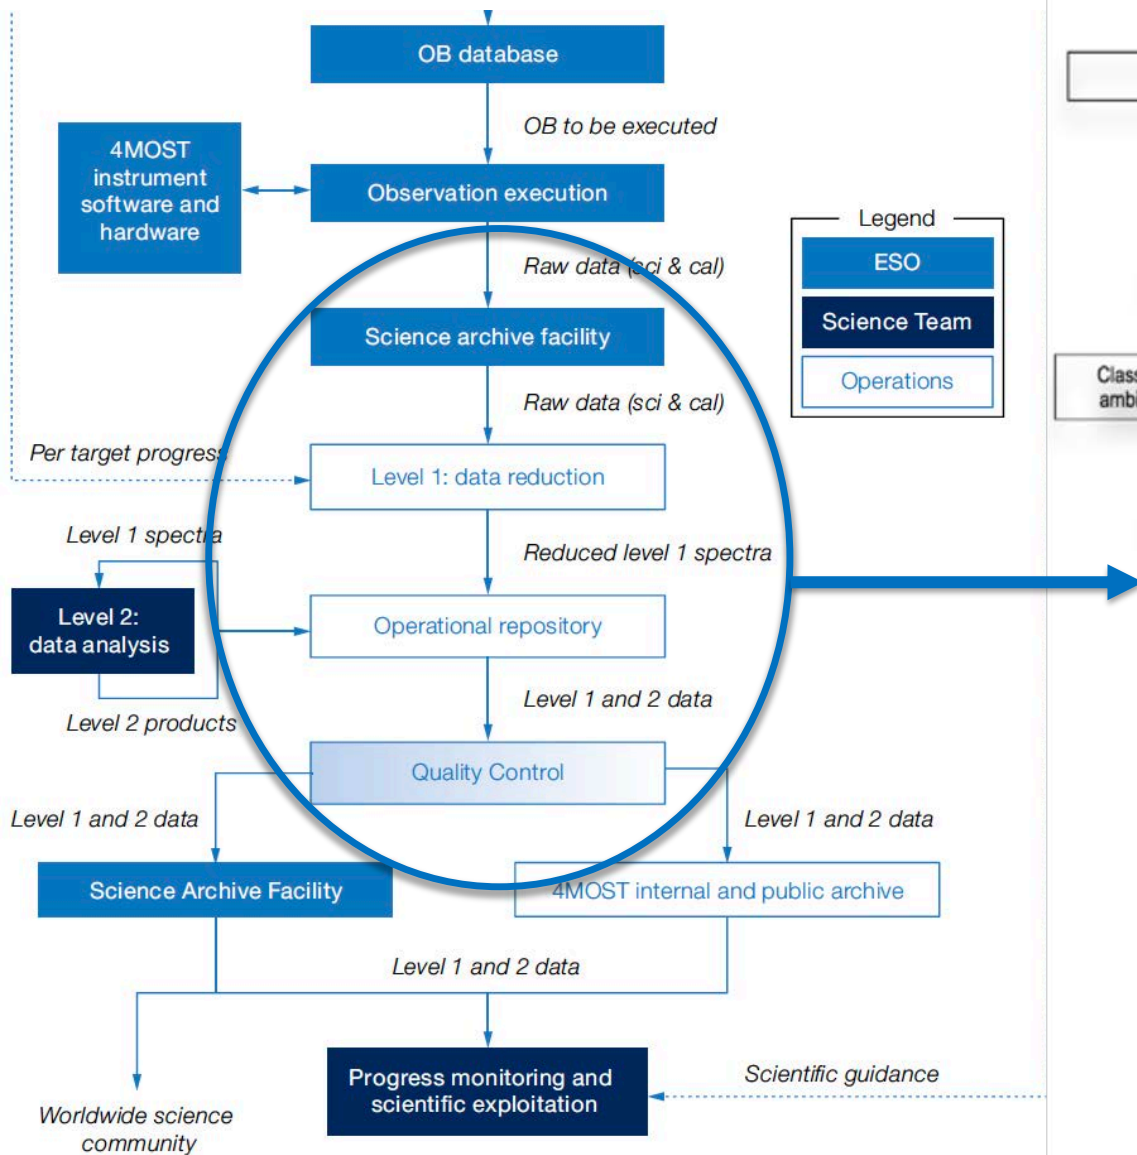 OB database
OB to be executed
4MOST
instrument
software and
hardware
Observation execution
Legend
ESO
Science Team
Operations
Raw data (sci & cal)
Science archive facility
Raw data (sci & cal)
Per target progress
Level 1: data reduction
Level 1 spectra
Reduced level 1 spectra
Level 2:
data analysis
Operational repository
Level 2 products
Level 1 and 2 data
Quality Control
Level 1 and 2 data
Level 1 and 2 data
Science Archive Facility
4MOST internal and public archive
Level 1 and 2 data
Progress monitoring and
scientific exploitation
Scientific guidance
Worldwide science
community